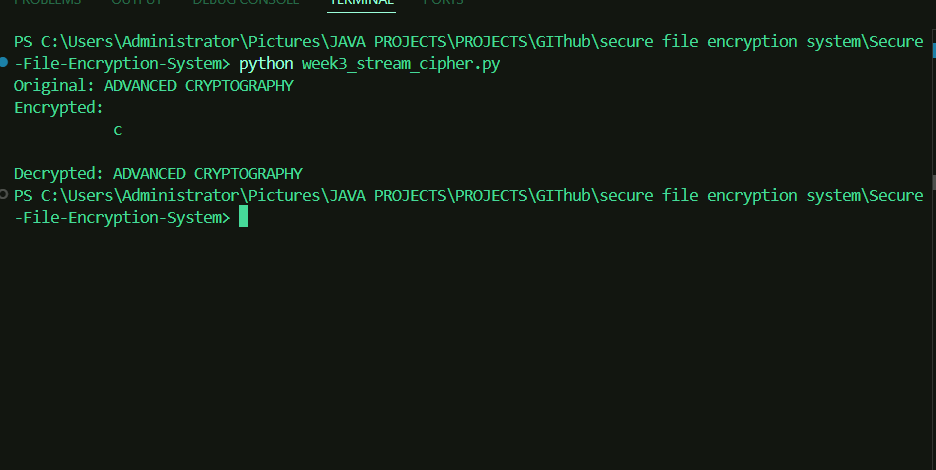 PROBLEMS OUTPUT DEBUG CONSOLE TERMINAL PORTS
PS C:\Users\Administrator\Pictures\JAVA PROJECTS\PROJECTS\GIThub\secure file encryption system\Secure
-File-Encryption-System> python week3_stream_cipher.py
Original: ADVANCED CRYPTOGRAPHY
Encrypted:
c
Decrypted: ADVANCED CRYPTOGRAPHY
PS C:\Users\Administrator\Pictures\JAVA PROJECTS\PROJECTS\GIThub\secure file encryption system\Secure
-File-Encryption-System>